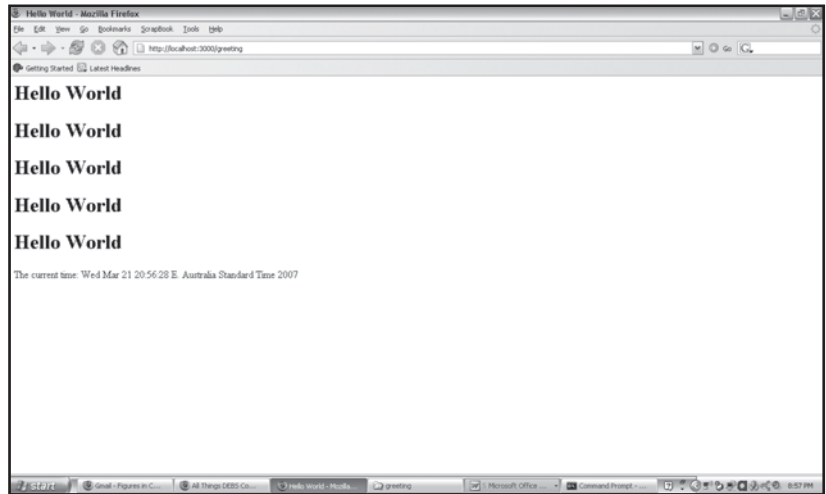 Hello World - Mozilla Firefox
File Edit View Go Bookmarks ScrapBook Tools Help
http://localhost:3000/greeting Go
Getting Started Latest Headlines
Hello World
Hello World
Hello World
Hello World
Hello World
The current time: Wed Mar 21 20:56:28 E. Australia Standard Time 2007
start Gmail - Figures in C... All Things DEBS Co... Hello World - Mozilla... greeting Microsoft Office ... Command Prompt - ... 8:57 PM